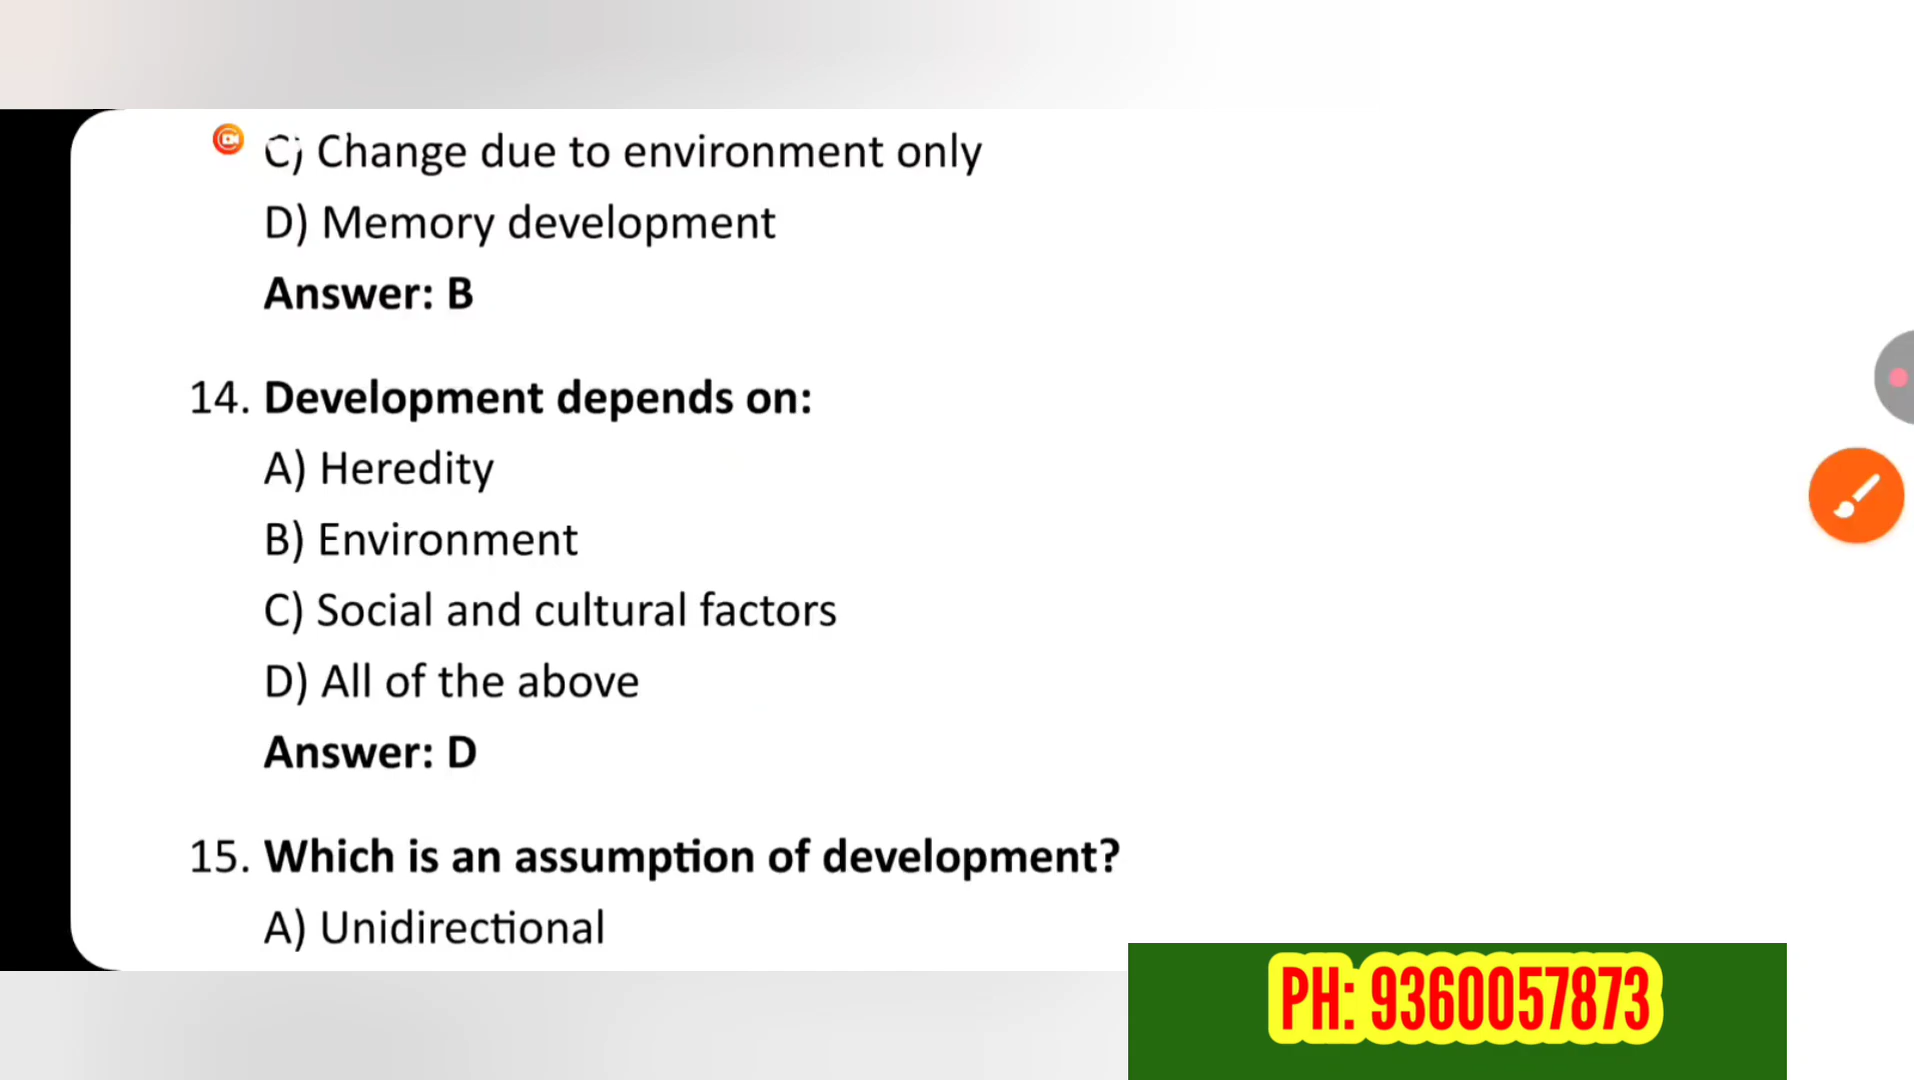 C) Change due to environment only
D) Memory development
Answer: B
14. Development depends on:
A) Heredity
B) Environment
C) Social and cultural factors
D) All of the above
Answer: D
15. Which is an assumption of development?
A) Unidirectional
PH: 9360057873